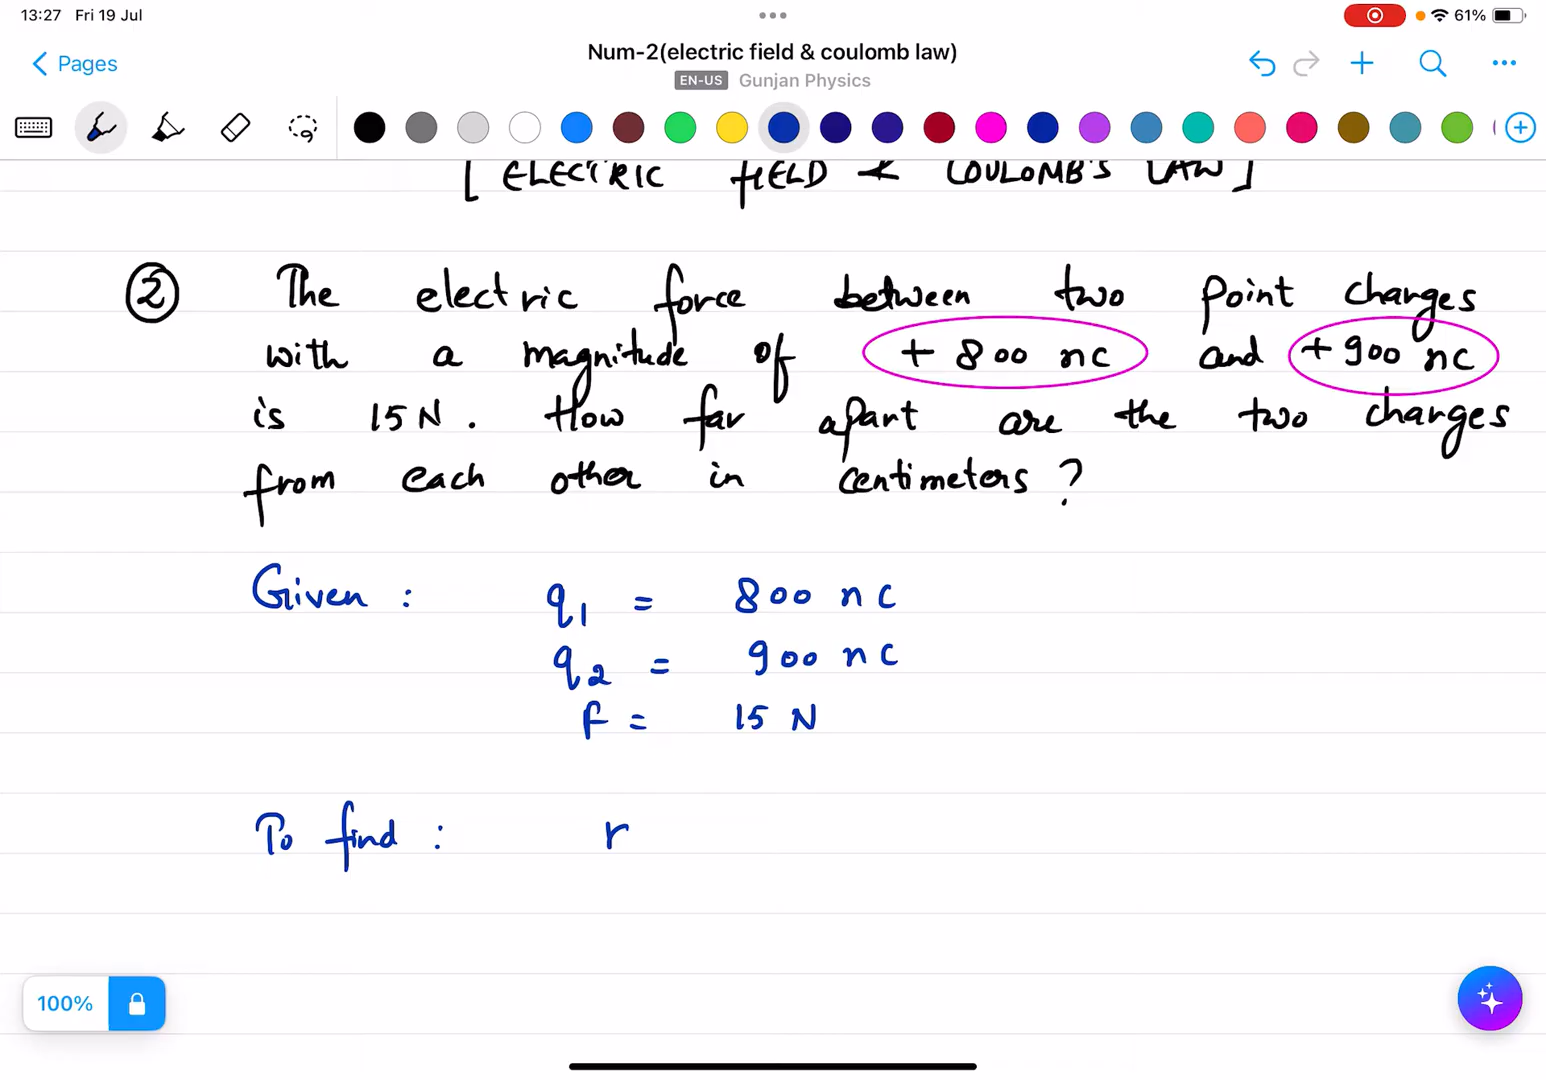 13:27 Fri 19 Jul
61%
Pages
Num-2(electric field & coulomb law)
EN-US Gunjan Physics
[ ELECTRIC FIELD & COULOMB'S LAW ]
② The electric force between two point charges
with a magnitude of + 800 nc and + 900 nc
is 15 N . How far apart are the two charges
from each other in centimeters ?
Given : q1 = 800 nc
q2 = 900 nc
F = 15 N
To find : r
100%